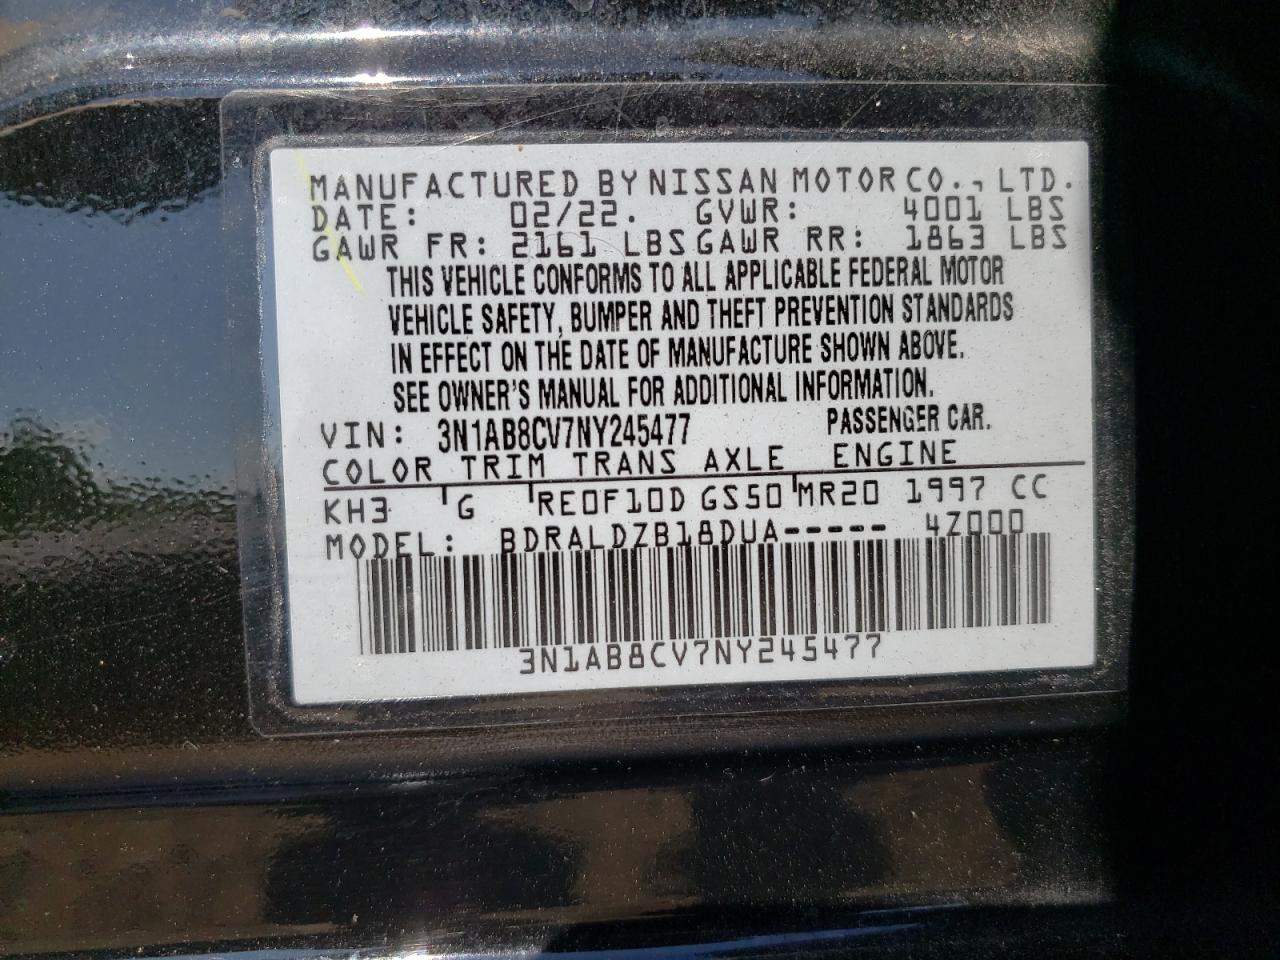 MANUFACTURED BY NISSAN MOTOR CO., LTD.
DATE: 02/22. GVWR: 4001 LBS
GAWR FR: 2161 LBS GAWR RR: 1863 LBS
THIS VEHICLE CONFORMS TO ALL APPLICABLE FEDERAL MOTOR
VEHICLE SAFETY, BUMPER AND THEFT PREVENTION STANDARDS
IN EFFECT ON THE DATE OF MANUFACTURE SHOWN ABOVE.
SEE OWNER'S MANUAL FOR ADDITIONAL INFORMATION.
VIN: 3N1AB8CV7NY245477 PASSENGER CAR.
COLOR TRIM TRANS AXLE ENGINE
KH3 G RE0F10D GS50 MR20 1997 CC
MODEL: BDRALDZB18DUA----- 4Z000
3N1AB8CV7NY245477